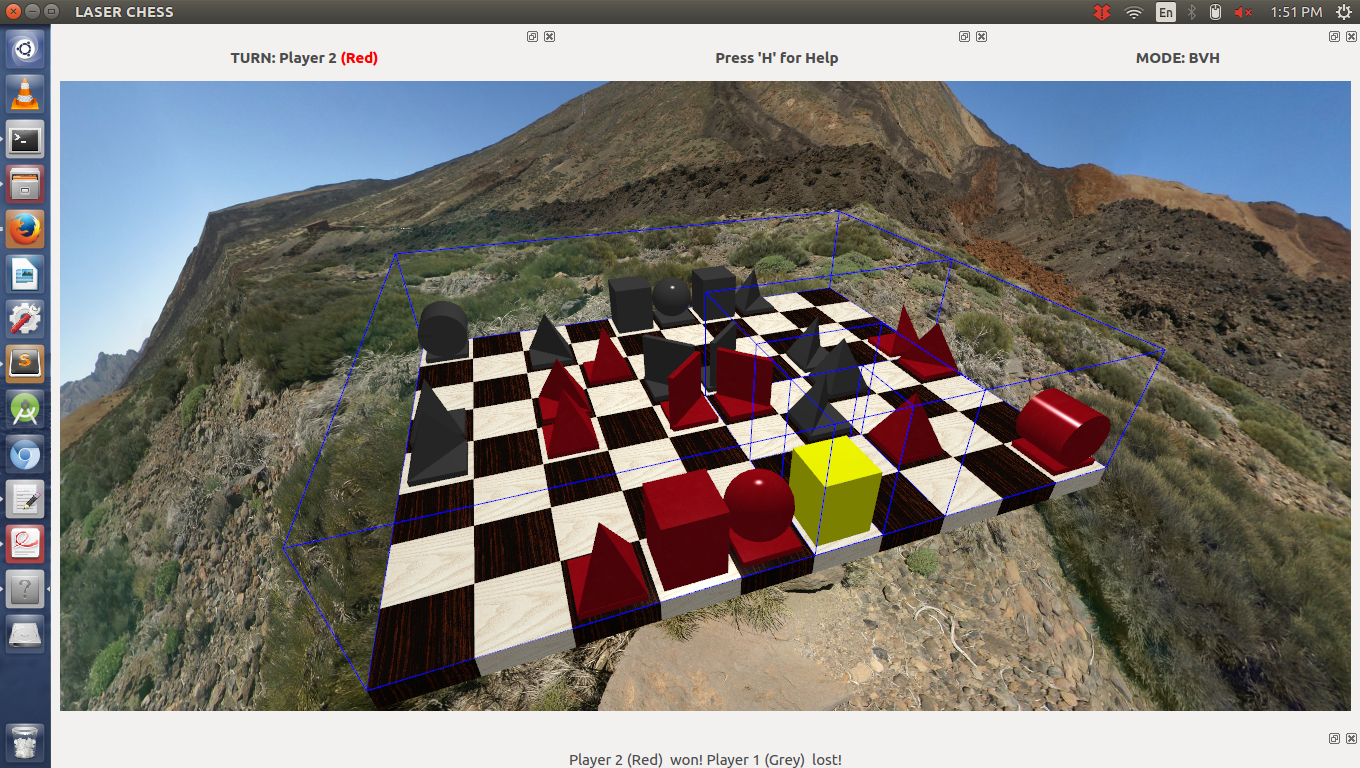 LASER CHESS
En
1:51 PM
TURN: Player 2 (Red)
Press 'H' for Help
MODE: BVH
>_
S
?
Player 2 (Red) won! Player 1 (Grey) lost!